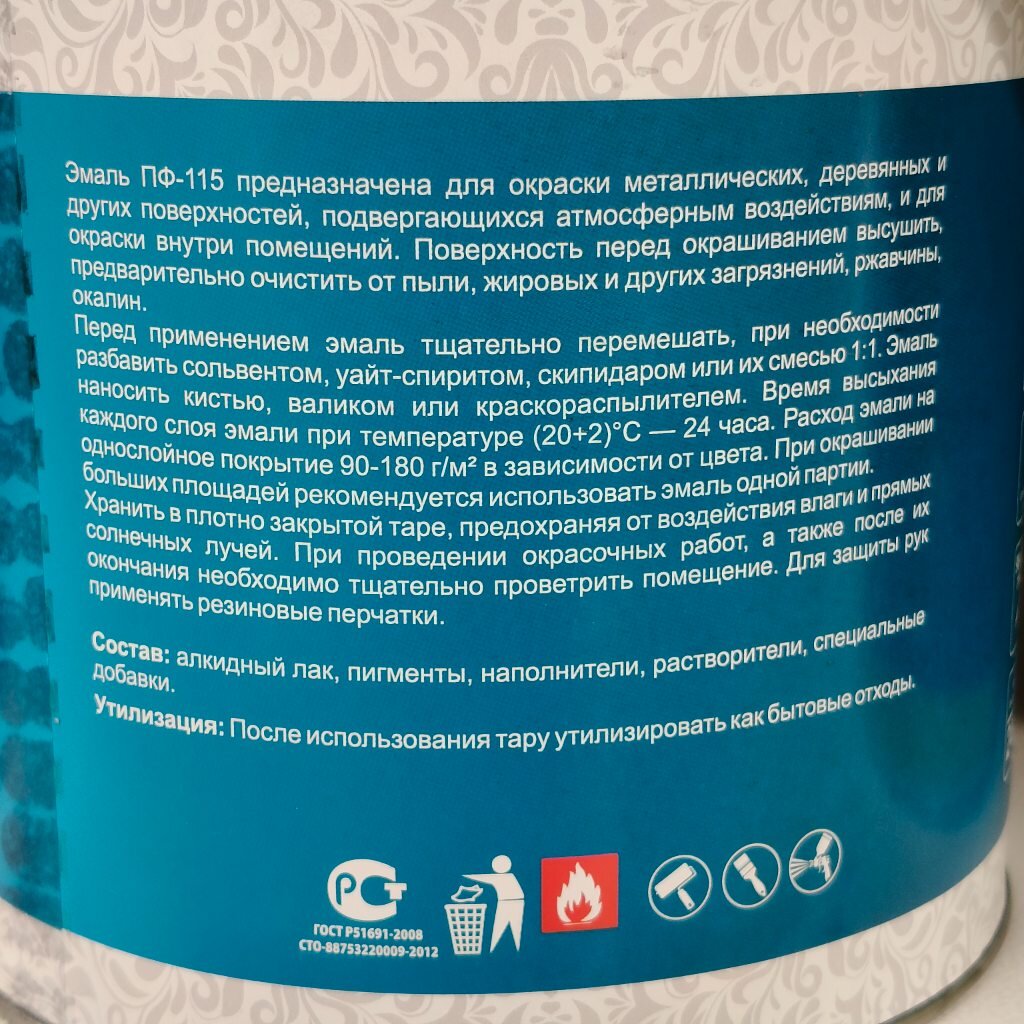 Эмаль ПФ-115 предназначена для окраски металлических, деревянных и
других поверхностей, подвергающихся атмосферным воздействиям, и для
окраски внутри помещений. Поверхность перед окрашиванием высушить,
предварительно очистить от пыли, жировых и других загрязнений, ржавчины,
окалин.
Перед применением эмаль тщательно перемешать, при необходимости
разбавить сольвентом, уайт-спиритом, скипидаром или их смесью 1:1. Эмаль
наносить кистью, валиком или краскораспылителем. Время высыхания
каждого слоя эмали при температуре (20+2)°С — 24 часа. Расход эмали на
однослойное покрытие 90-180 г/м² в зависимости от цвета. При окрашивании
больших площадей рекомендуется использовать эмаль одной партии.
Хранить в плотно закрытой таре, предохраняя от воздействия влаги и прямых
солнечных лучей. При проведении окрасочных работ, а также после их
окончания необходимо тщательно проветрить помещение. Для защиты рук
применять резиновые перчатки.
Состав: алкидный лак, пигменты, наполнители, растворители, специальные
добавки.
Утилизация: После использования тару утилизировать как бытовые отходы.
РСТ
ГОСТ Р51691-2008
СТО-88753220009-2012